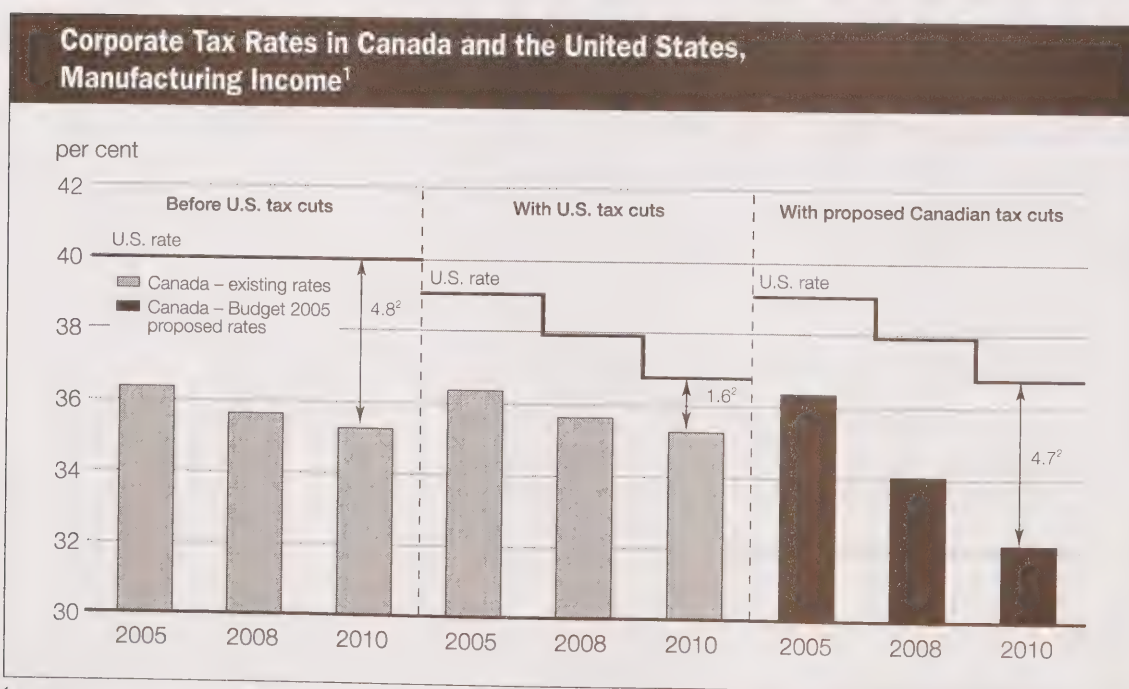 Corporate Tax Rates in Canada and the United States,
Manufacturing Income¹
per cent
42
40
38
36
34
32
30
Before U.S. tax cuts
U.S. rate
Canada – existing rates
Canada – Budget 2005
proposed rates
4.8²
2005 2008 2010
With U.S. tax cuts
U.S. rate
1.6²
2005 2008 2010
With proposed Canadian tax cuts
U.S. rate
4.7²
2005 2008 2010